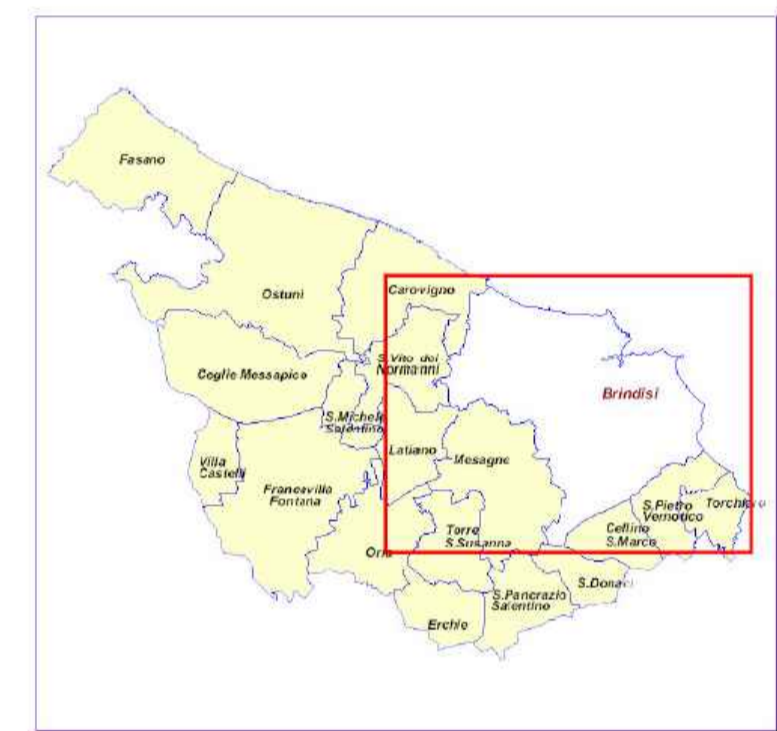 Fasano
Ostuni
Carovigno
S.Vito dei
Normanni
Ceglie Messapico
Brindisi
S.Michele
Salentino
Latiano
Mesagne
Villa
Castelli
Francavilla
Fontana
S.Pietro
Vernotico
Torchiaro
Cellino
S.Marco
Torre
S.Susanna
Oria
S.Donaci
S.Pancrazio
Salentino
Erchie